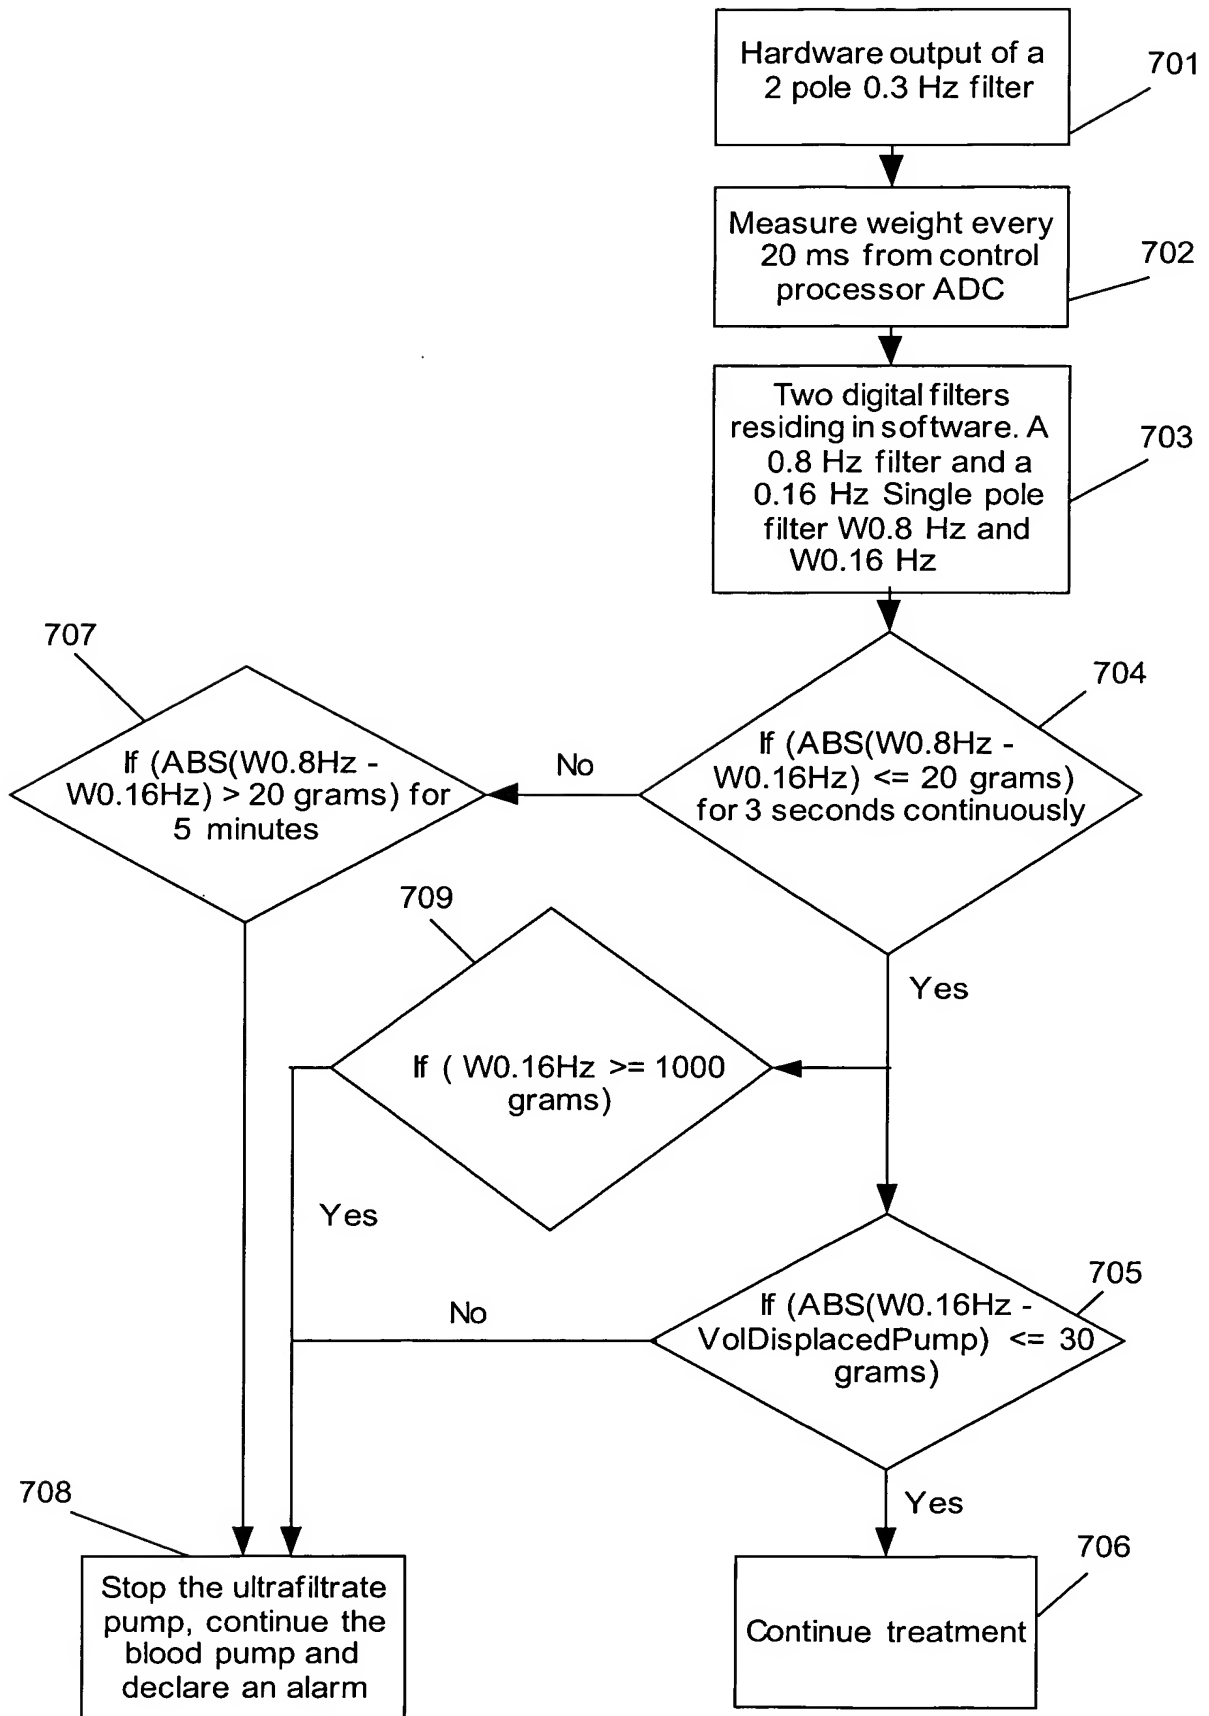 Hardware output of a
2 pole 0.3 Hz filter
701
Measure weight every
20 ms from control
processor ADC
702
Two digital filters
residing in software. A
0.8 Hz filter and a
0.16 Hz Single pole
filter W0.8 Hz and
W0.16 Hz
703
707
If (ABS(W0.8Hz -
W0.16Hz) > 20 grams) for
5 minutes
No
704
If (ABS(W0.8Hz -
W0.16Hz) <= 20 grams)
for 3 seconds continuously
709
If ( W0.16Hz >= 1000
grams)
Yes
Yes
705
If (ABS(W0.16Hz -
VolDisplacedPump) <= 30
grams)
No
Yes
708
Stop the ultrafiltrate
pump, continue the
blood pump and
declare an alarm
706
Continue treatment